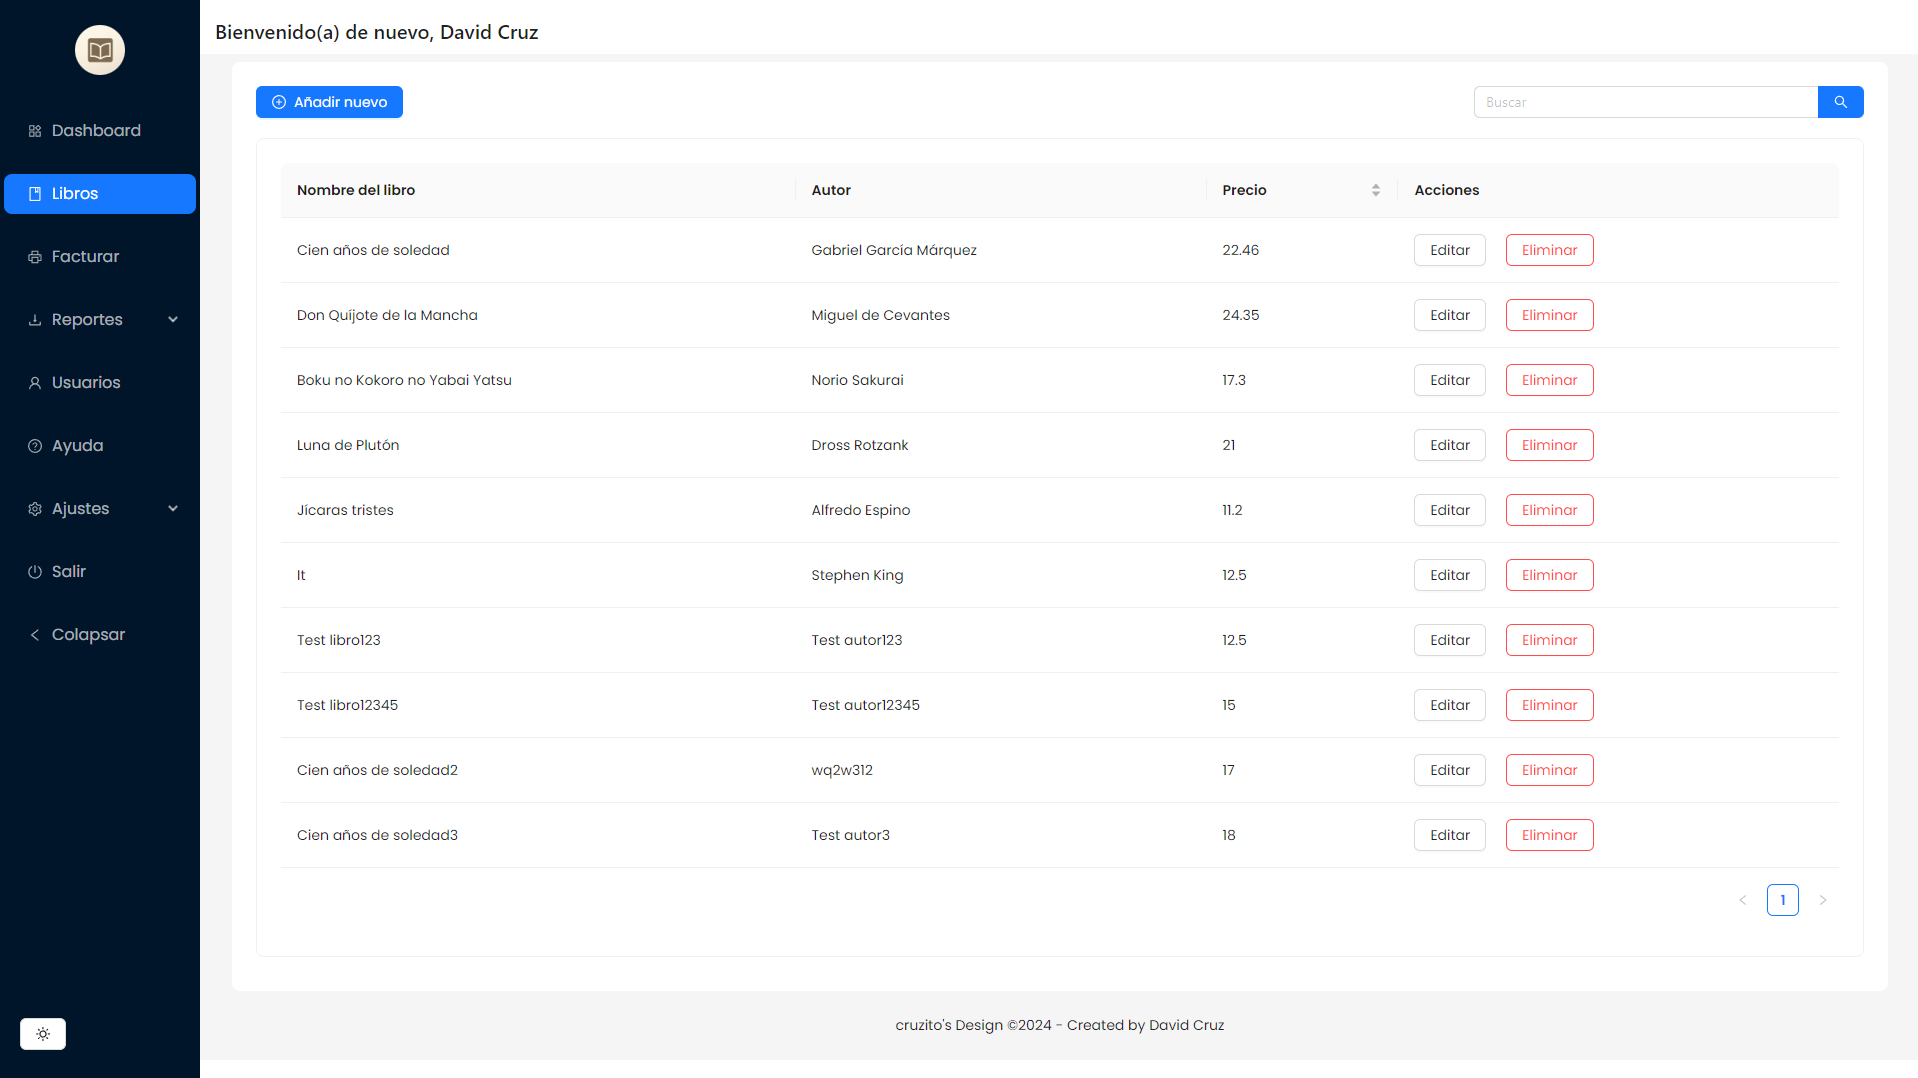 Bienvenido(a) de nuevo, David Cruz
Dashboard
Libros
Facturar
Reportes
Usuarios
Ayuda
Ajustes
Salir
Colapsar
Añadir nuevo
Buscar
Nombre del libro Autor Precio Acciones
Cien años de soledad Gabriel García Márquez 22.46 Editar Eliminar
Don Quíjote de la Mancha Miguel de Cevantes 24.35 Editar Eliminar
Boku no Kokoro no Yabai Yatsu Norio Sakurai 17.3 Editar Eliminar
Luna de Plutón Dross Rotzank 21 Editar Eliminar
Jícaras tristes Alfredo Espino 11.2 Editar Eliminar
It Stephen King 12.5 Editar Eliminar
Test libro123 Test autor123 12.5 Editar Eliminar
Test libro12345 Test autor12345 15 Editar Eliminar
Cien años de soledad2 wq2w312 17 Editar Eliminar
Cien años de soledad3 Test autor3 18 Editar Eliminar
1
cruzito's Design ©2024 - Created by David Cruz